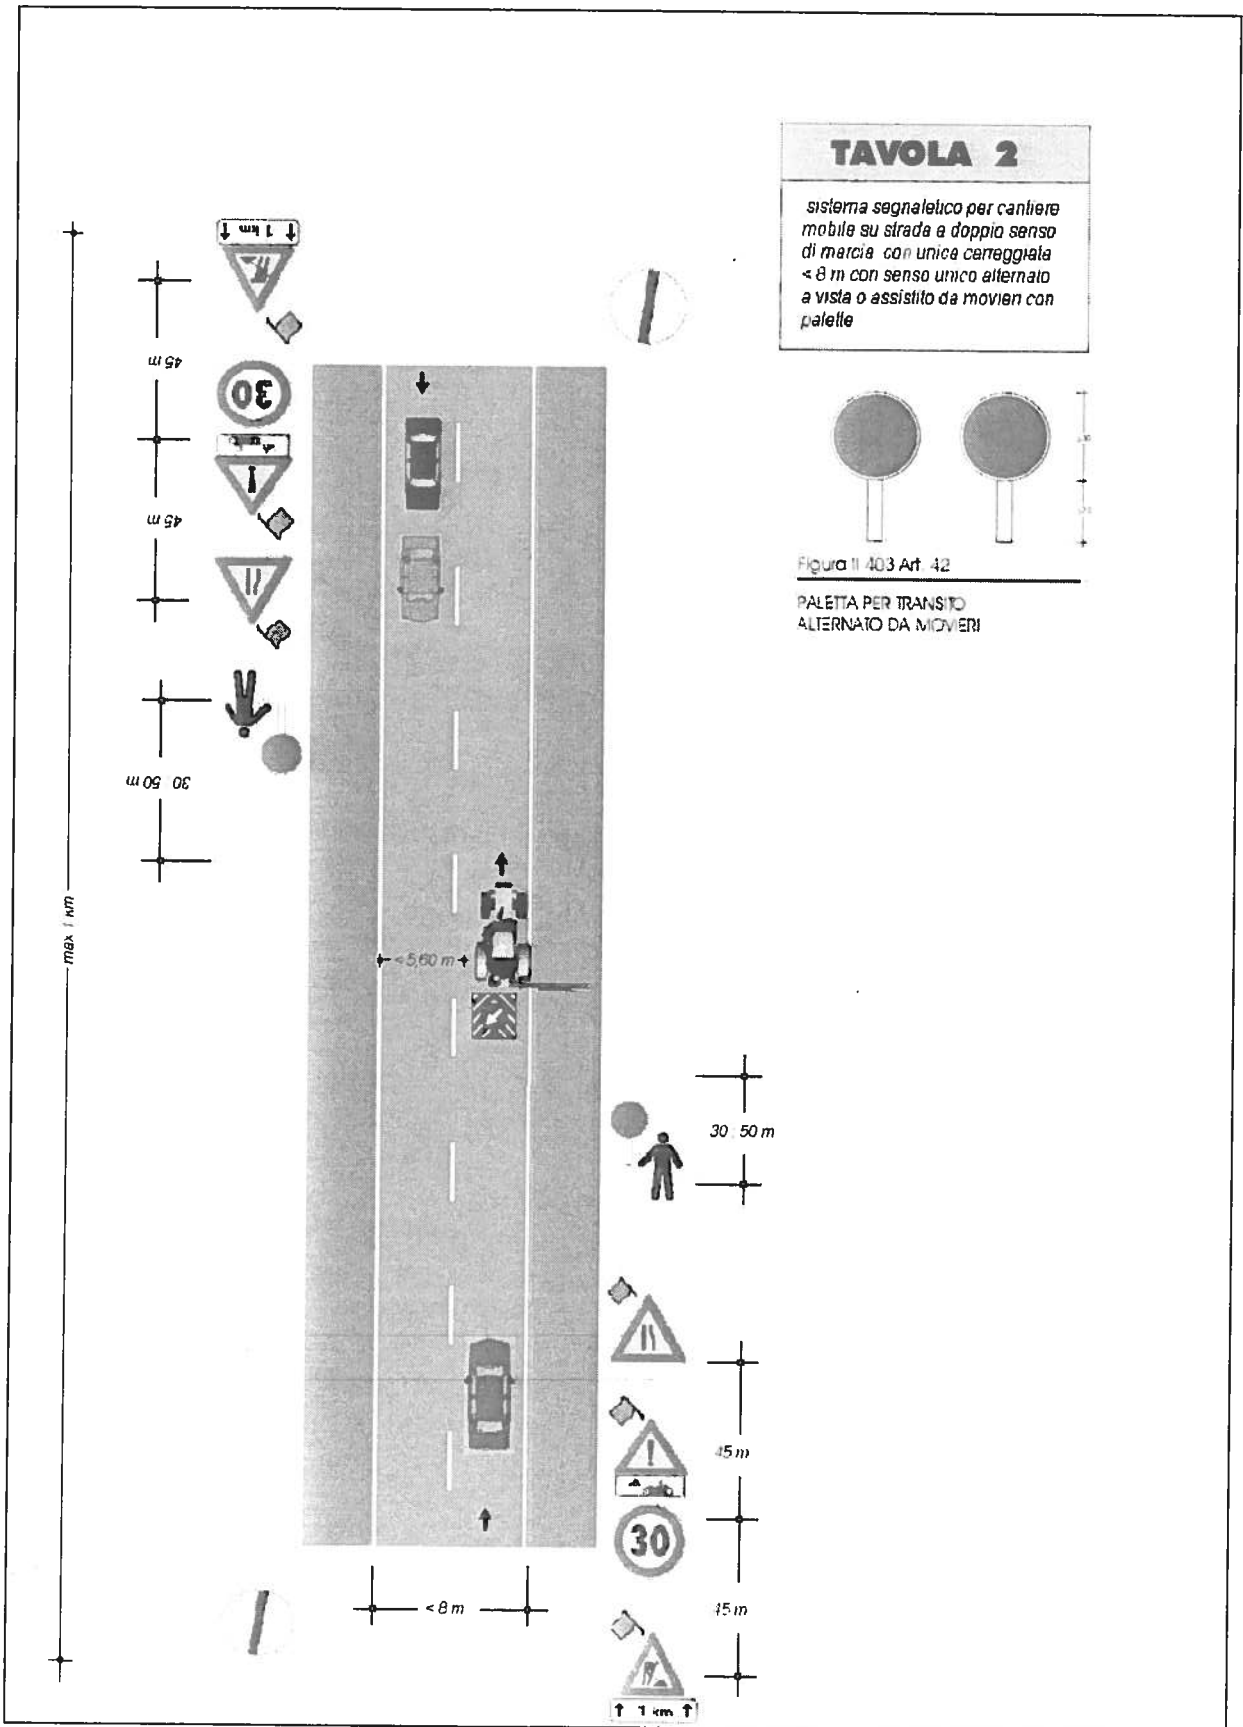 TAVOLA 2
sistema segnaletico per cantiere
mobile su strada a doppio senso
di marcia con unica carreggiata
< 8 m con senso unico alternato
a vista o assistito da movieri con
palette
Figura II 403 Art. 42
PALETTA PER TRANSITO
ALTERNATO DA MOVIERI
1 km
45 m
30
45 m
30 50 m
max 1 km
< 5,60 m
30 50 m
45 m
30
45 m
< 8 m
1 km